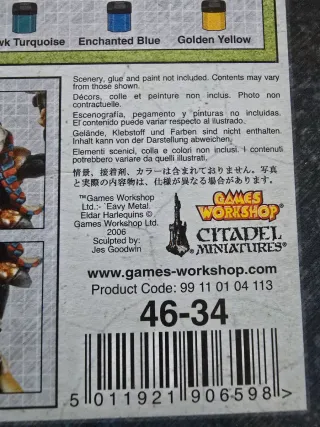 k Turquoise Enchanted Blue Golden Yellow
Scenery, glue and paint not included. Contents may vary
from those shown.
Décors, colle et peinture non inclus. Photo non
contractuelle.
Escenografía, pegamento y pinturas no incluidas.
El contenido puede variar respecto al ilustrado.
Gelände, Klebstoff und Farben sind nicht enthalten.
Inhalt kann von der Darstellung abweichen.
Elementi scenici, colla e colori non inclusi. I contenuti
potrebbero variare da quelli illustrati.
情景、接着剤、カラーは含まれておりません。写真
と実際の内容物は、仕様が異なる場合があります。
™Games Workshop
Ltd.· 'Eavy Metal.
Eldar Harlequins ©
Games Workshop Ltd.
2006
Sculpted by:
Jes Goodwin
GAMES
WORKSHOP
CITADEL
MINIATURES®
www.games-workshop.com
Product Code: 99 11 01 04 113
46-34
5 011921 906598 >